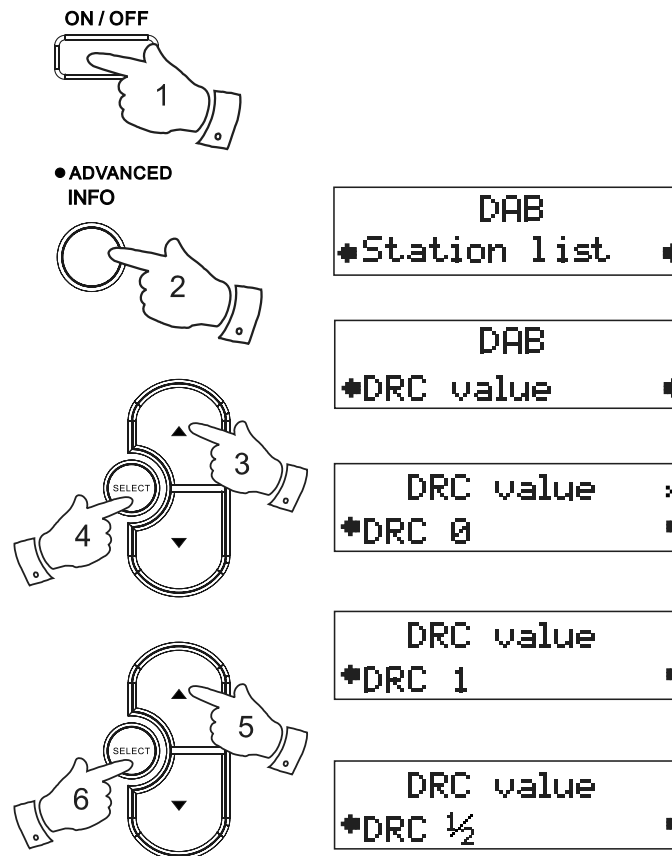 ON / OFF
1
● ADVANCED
INFO
2
▲
3
SELECT
4
▼
▲
5
SELECT
6
▼
DAB
Station list
DAB
DRC value
DRC value
DRC 0
DRC value
DRC 1
DRC value
DRC ½